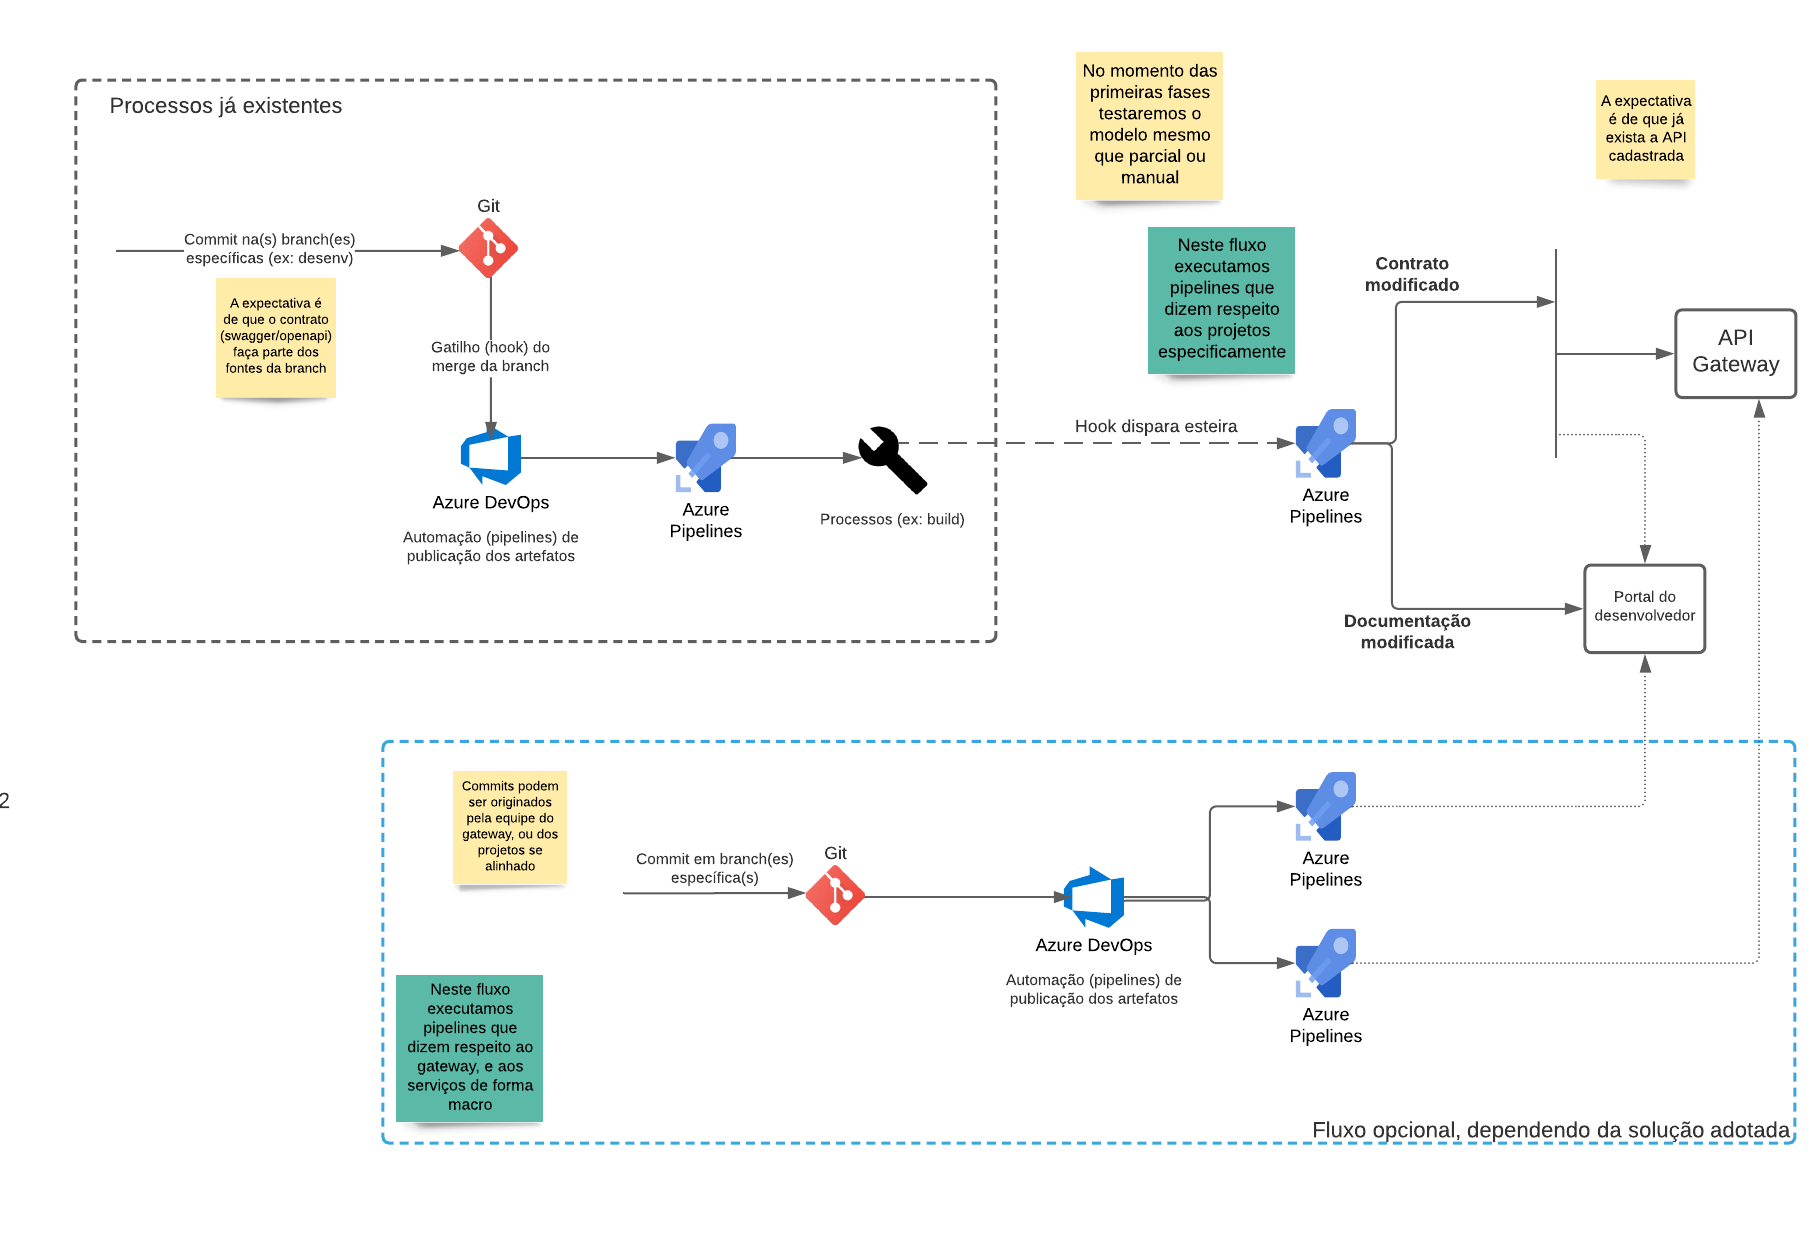 Processos já existentes
Git
Commit na(s) branch(es)
específicas (ex: desenv)
A expectativa é
de que o contrato
(swagger/openapi)
faça parte dos
fontes da branch
Gatilho (hook) do
merge da branch
Azure DevOps
Automação (pipelines) de
publicação dos artefatos
Azure
Pipelines
Processos (ex: build)
No momento das
primeiras fases
testaremos o
modelo mesmo
que parcial ou
manual
A expectativa
é de que já
exista a API
cadastrada
Neste fluxo
executamos
pipelines que
dizem respeito
aos projetos
especificamente
Hook dispara esteira
Azure
Pipelines
Contrato
modificado
API
Gateway
Documentação
modificada
Portal do
desenvolvedor
2
Commits podem
ser originados
pela equipe do
gateway, ou dos
projetos se
alinhado
Commit em branch(es)
específica(s)
Git
Azure DevOps
Automação (pipelines) de
publicação dos artefatos
Azure
Pipelines
Azure
Pipelines
Neste fluxo
executamos
pipelines que
dizem respeito ao
gateway, e aos
serviços de forma
macro
Fluxo opcional, dependendo da solução adotada